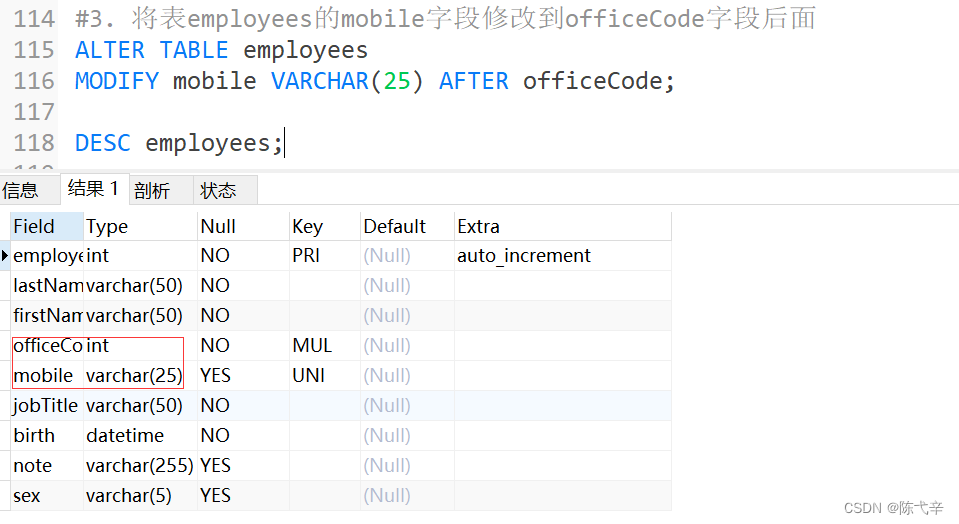 114 #3. 将表employees的mobile字段修改到officeCode字段后面
115 ALTER TABLE employees
116 MODIFY mobile VARCHAR(25) AFTER officeCode;
117
118 DESC employees;
信息 结果 1 剖析 状态
Field Type Null Key Default Extra
employe int NO PRI (Null) auto_increment
lastNam varchar(50) NO (Null)
firstNam varchar(50) NO (Null)
officeCo int NO MUL (Null)
mobile varchar(25) YES UNI (Null)
jobTitle varchar(50) NO (Null)
birth datetime NO (Null)
note varchar(255) YES (Null)
sex varchar(5) YES (Null)
CSDN @陈弋辛